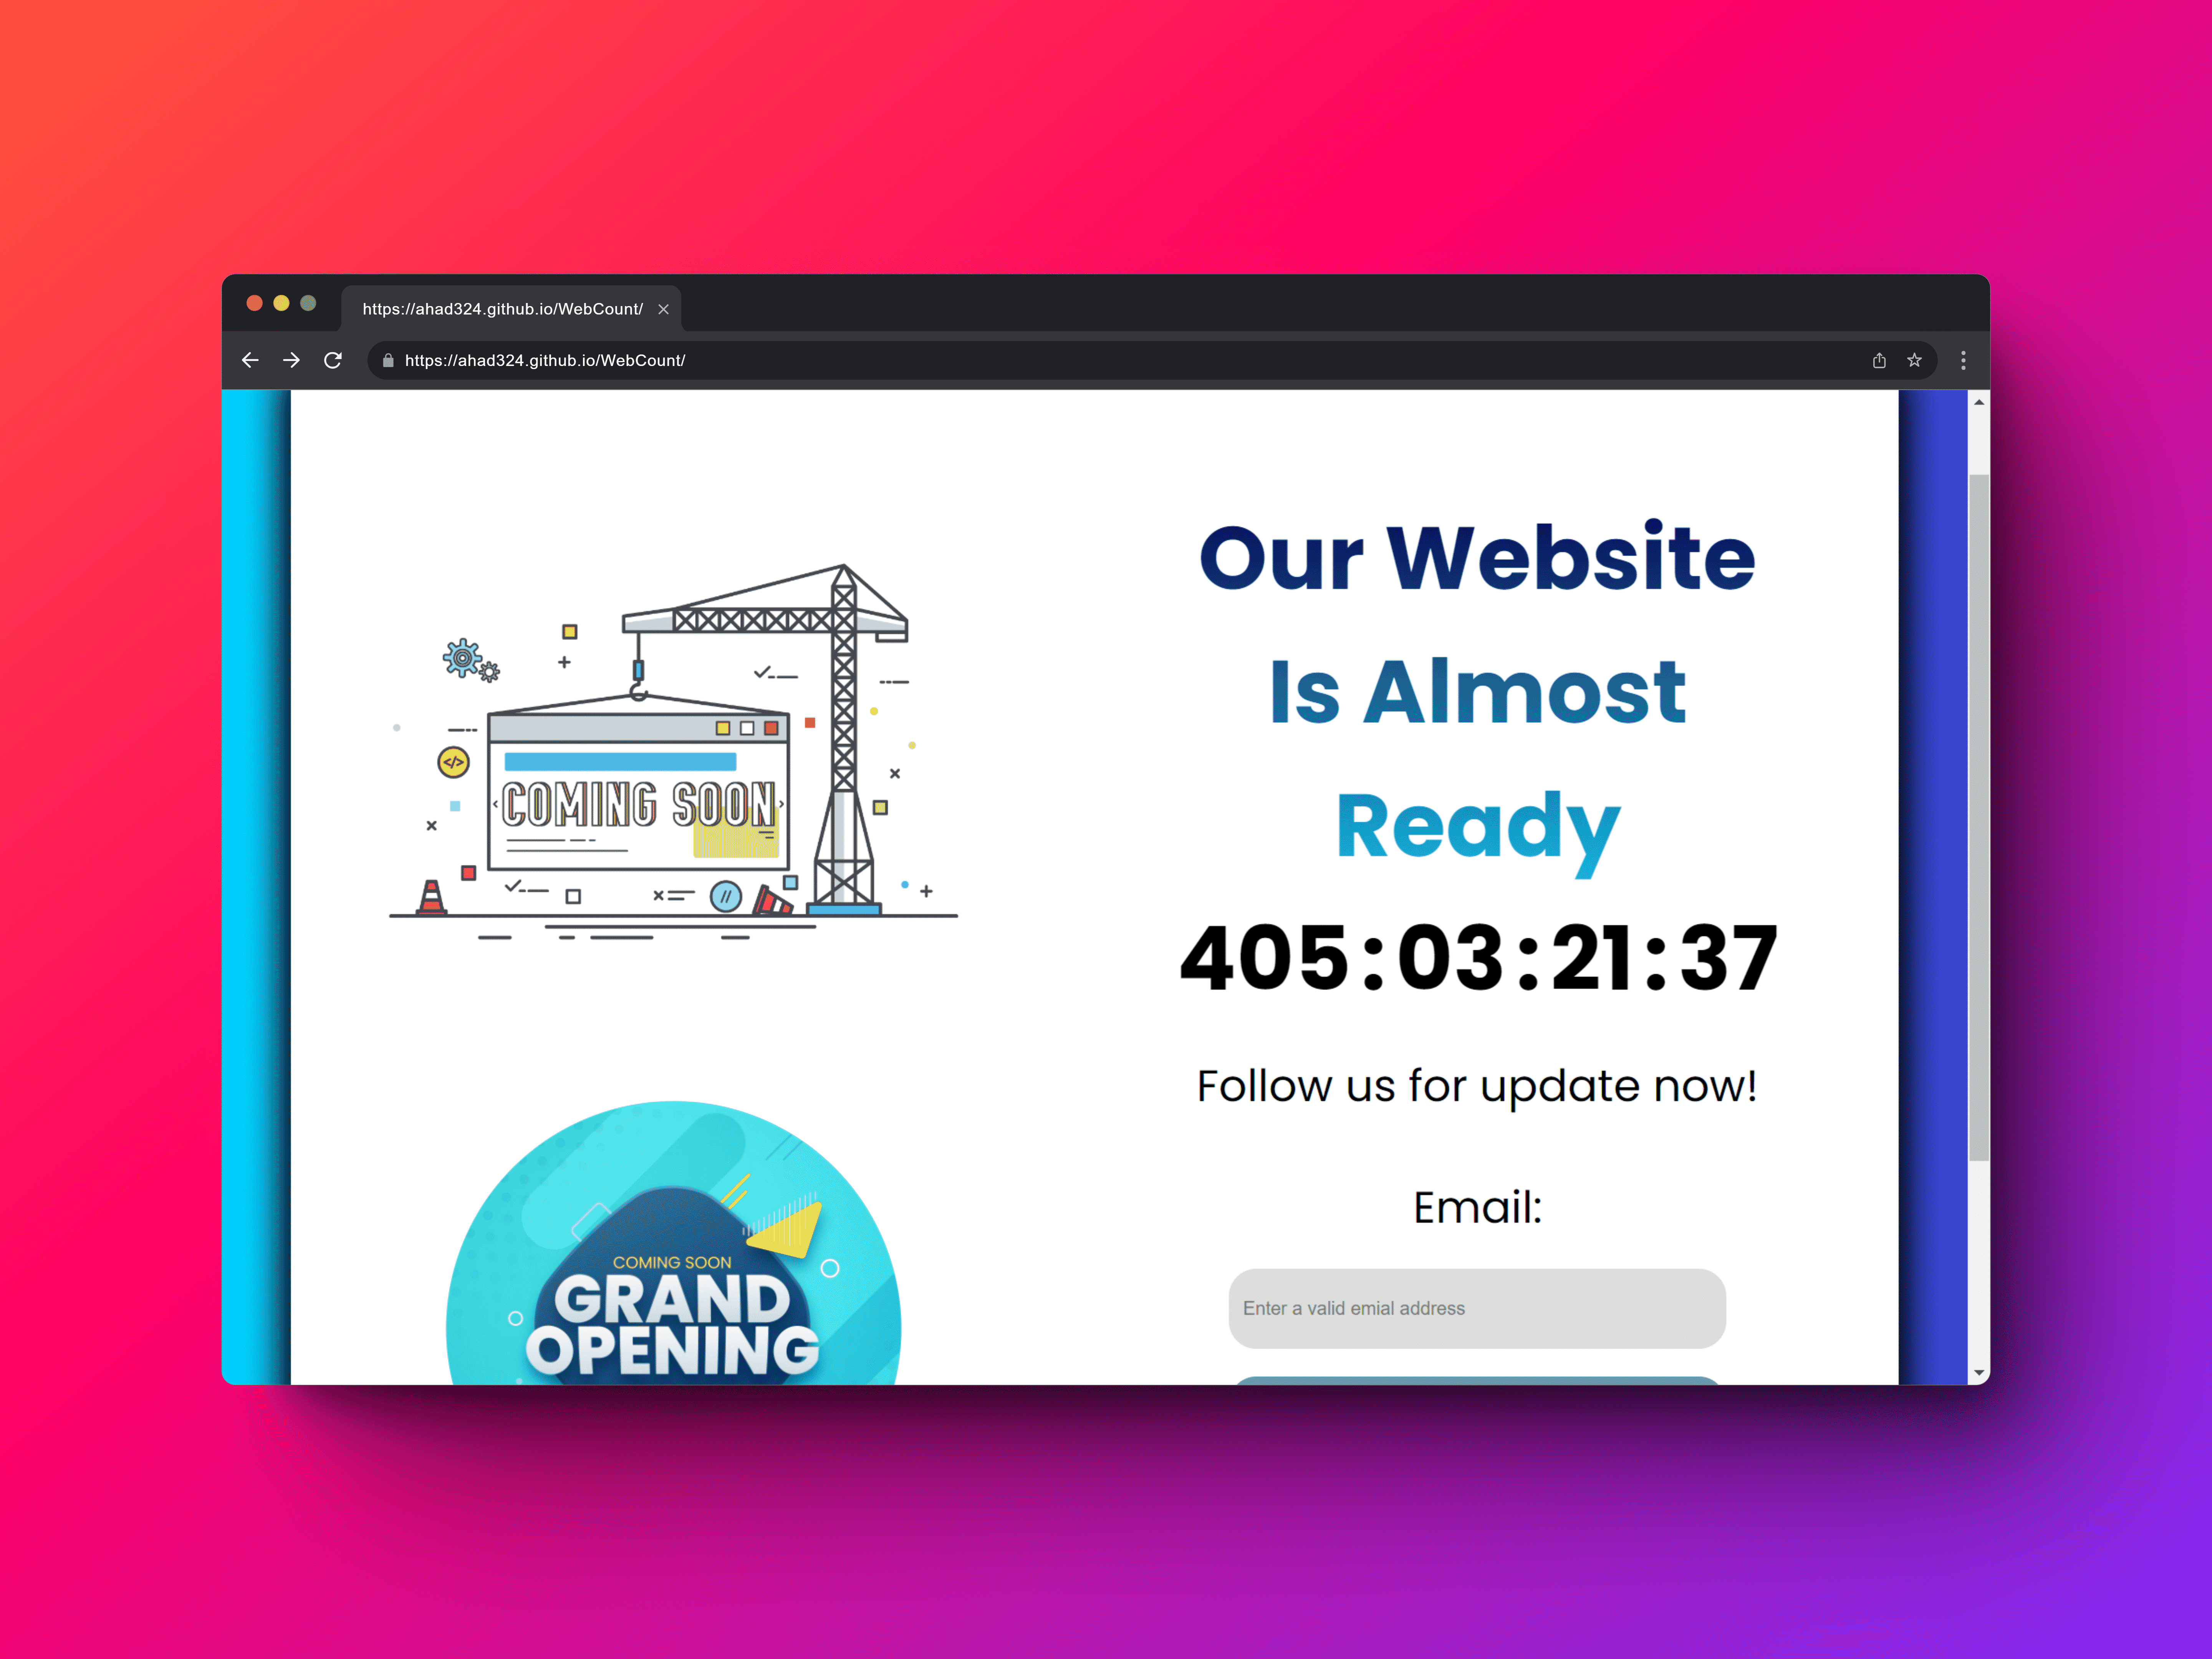 https://ahad324.github.io/WebCount/
https://ahad324.github.io/WebCount/
Our Website
Is Almost
Ready
405:03:21:37
Follow us for update now!
Email:
Enter a valid emial address
</>
COMING SOON
//
COMING SOON
GRAND
OPENING